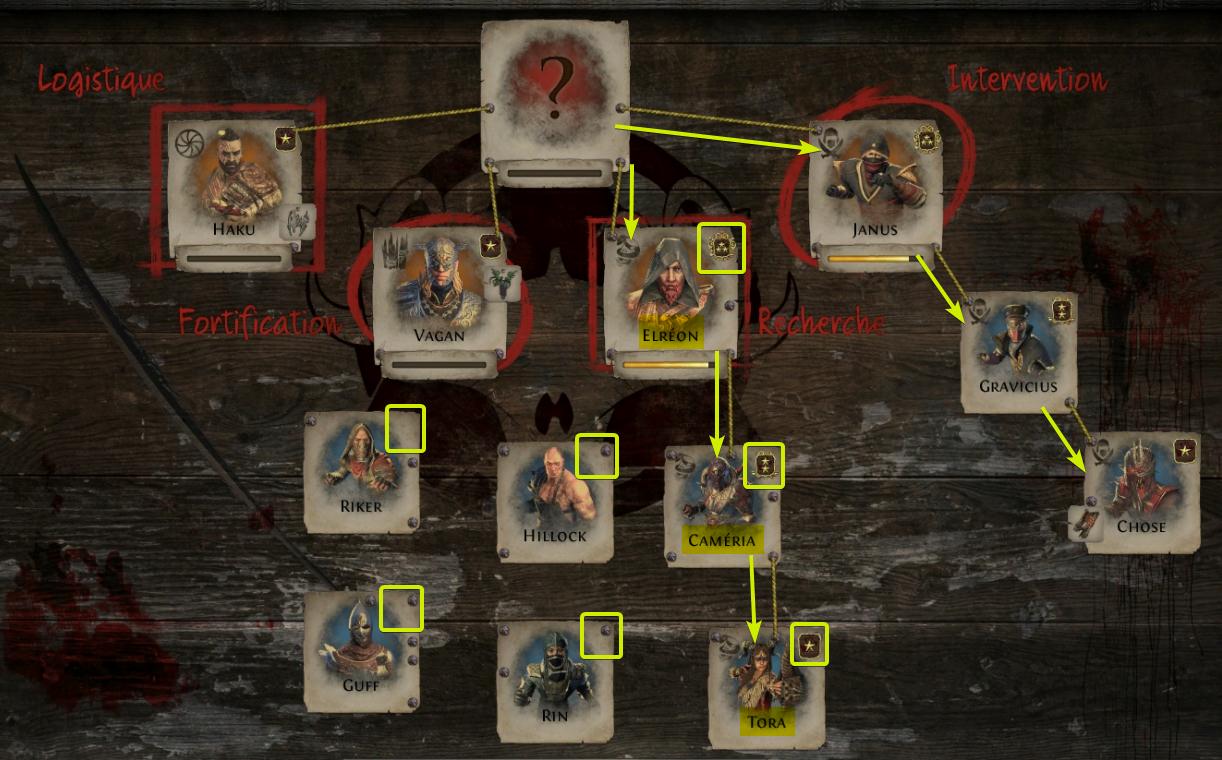 Logistique
Intervention
?
HAKU
JANUS
Fortification
VAGAN
ELRÉON
Recherche
GRAVICIUS
RIKER
HILLOCK
CAMÉRIA
CHOSE
GUFF
RIN
TORA